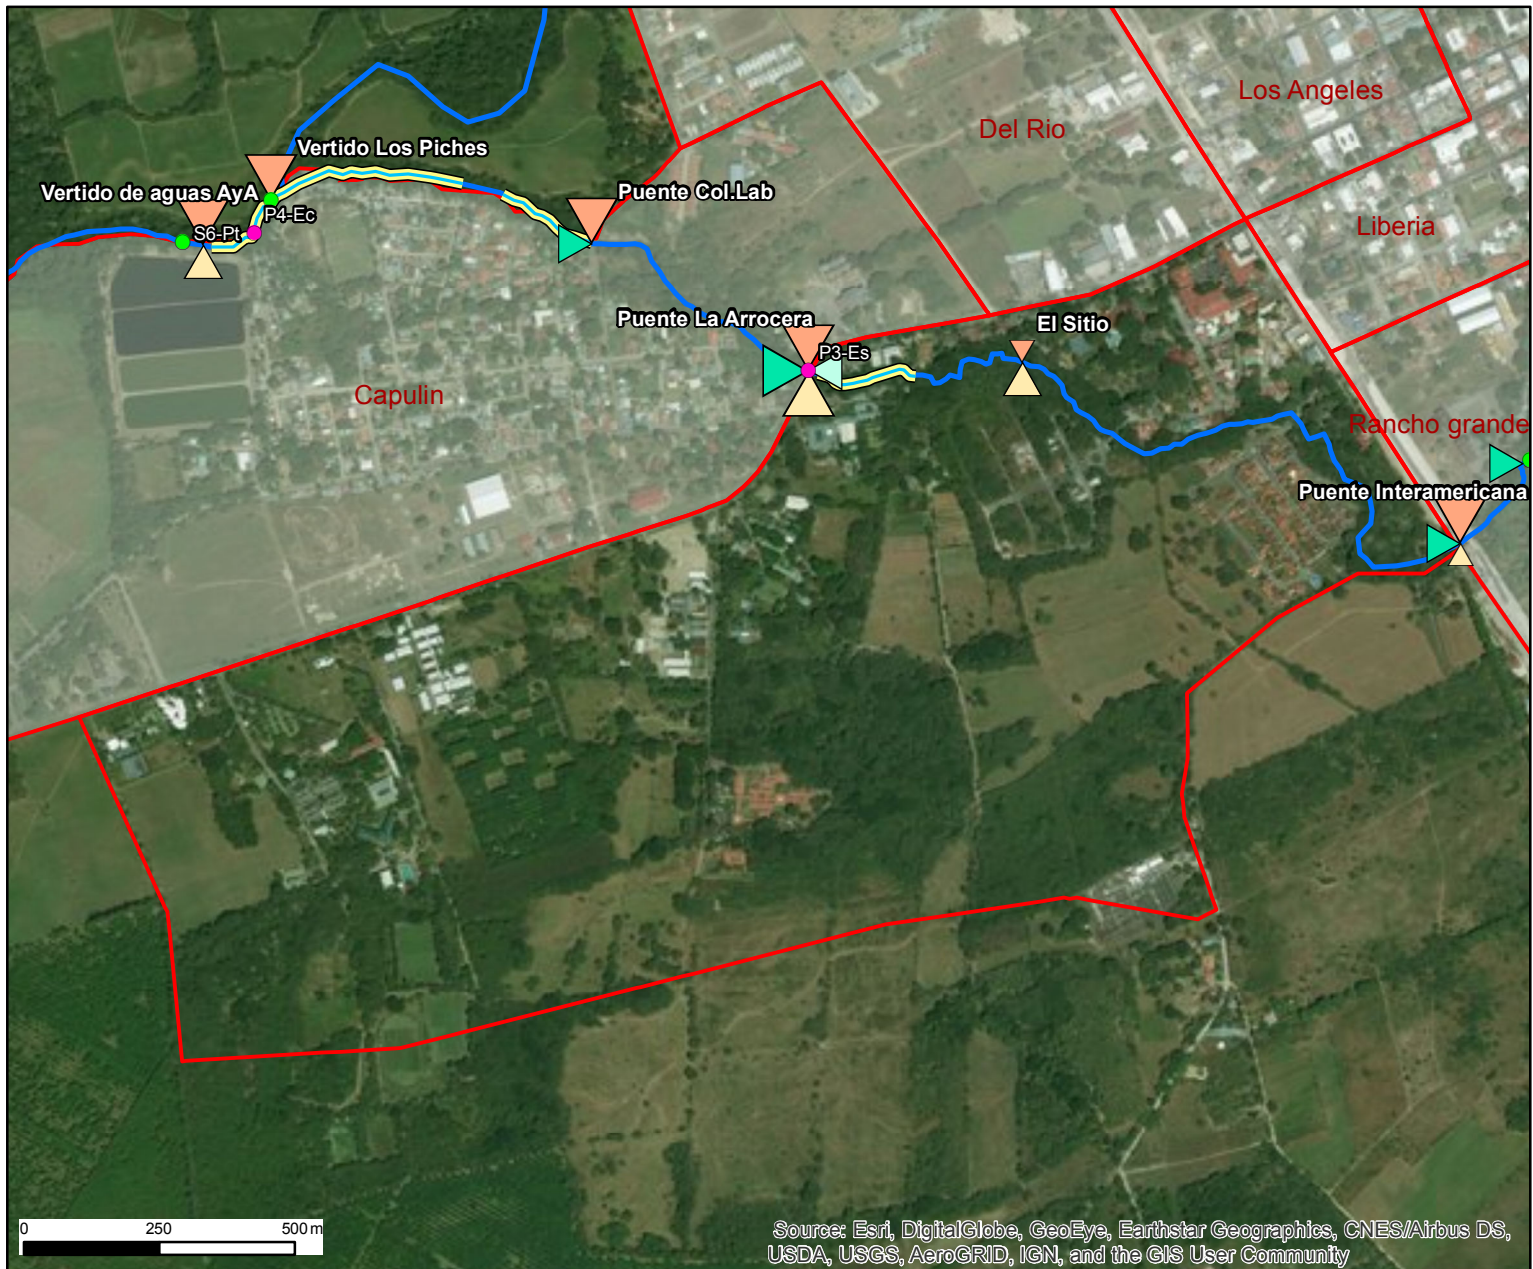 Los Angeles
Del Rio
Vertido Los Piches
Vertido de aguas AyA
Puente Col.Lab
P4-Ec
S6-Pt
Liberia
Puente La Arrocera
El Sitio
P3-Es
Capulin
Rancho grande
Puente Interamericana
0 250 500 m
Source: Esri, DigitalGlobe, GeoEye, Earthstar Geographics, CNES/Airbus DS,
USDA, USGS, AeroGRID, IGN, and the GIS User Community